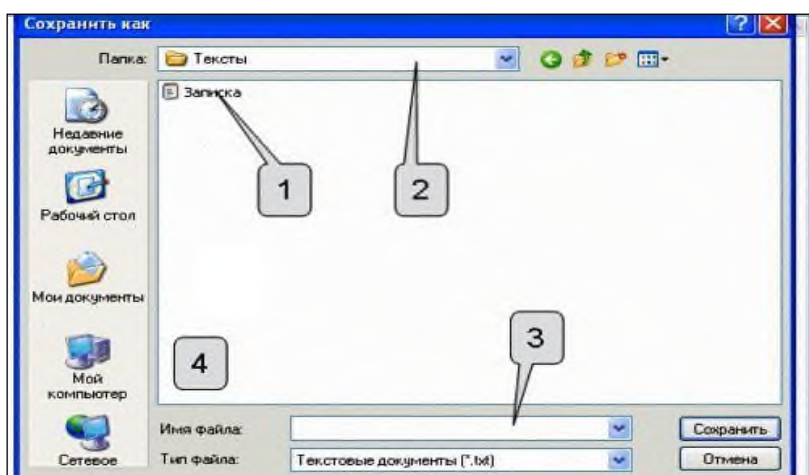 Сохранить как
Папка: Тексты
Записка
Недавние
документы
1
2
Рабочий стол
Мои документы
3
4
Мой
компьютер
Имя файла: Сохранить
Сетевое Тип файла: Текстовые документы (*.txt) Отмена